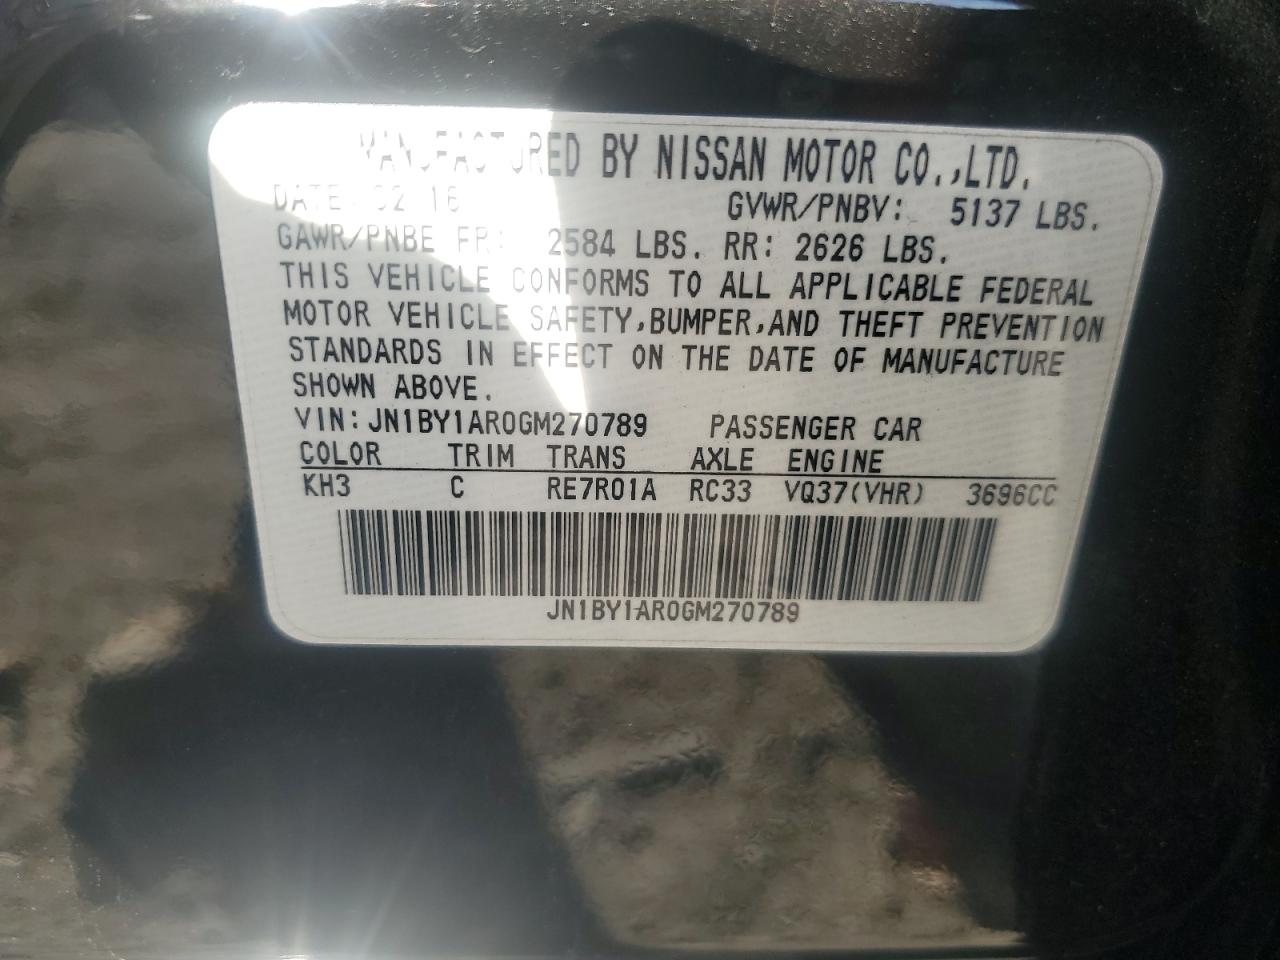 MANUFACTURED BY NISSAN MOTOR CO.,LTD.
DATE: 02 16 GVWR/PNBV: 5137 LBS.
GAWR/PNBE FR: 2584 LBS. RR: 2626 LBS.
THIS VEHICLE CONFORMS TO ALL APPLICABLE FEDERAL
MOTOR VEHICLE SAFETY,BUMPER,AND THEFT PREVENTION
STANDARDS IN EFFECT ON THE DATE OF MANUFACTURE
SHOWN ABOVE.
VIN:JN1BY1AR0GM270789 PASSENGER CAR
COLOR TRIM TRANS AXLE ENGINE
KH3 C RE7R01A RC33 VQ37(VHR) 3696CC
JN1BY1AR0GM270789